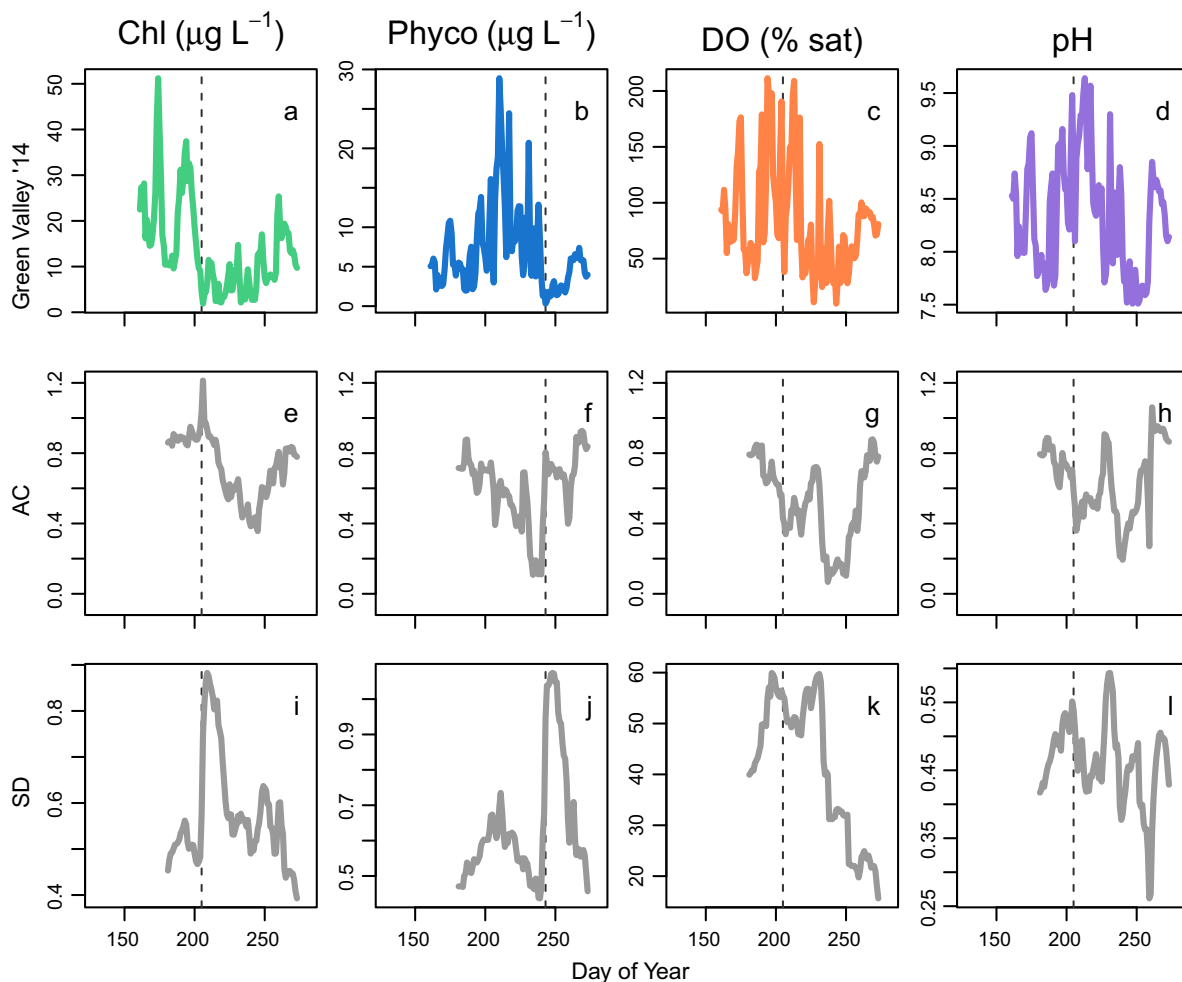 Chl (μg L⁻¹) Phyco (μg L⁻¹) DO (% sat) pH
Green Valley '14
0 10 20 30 40 50
a
0 5 10 20 30
b
50 100 150 200
c
7.5 8.0 8.5 9.0 9.5
d
AC
0.0 0.4 0.8 1.2
e
0.0 0.4 0.8 1.2
f
0.0 0.4 0.8 1.2
g
0.0 0.4 0.8 1.2
h
SD
0.4 0.6 0.8
i
0.5 0.7 0.9
j
20 30 40 50 60
k
0.25 0.35 0.45 0.55
l
150 200 250 150 200 250 150 200 250 150 200 250
Day of Year